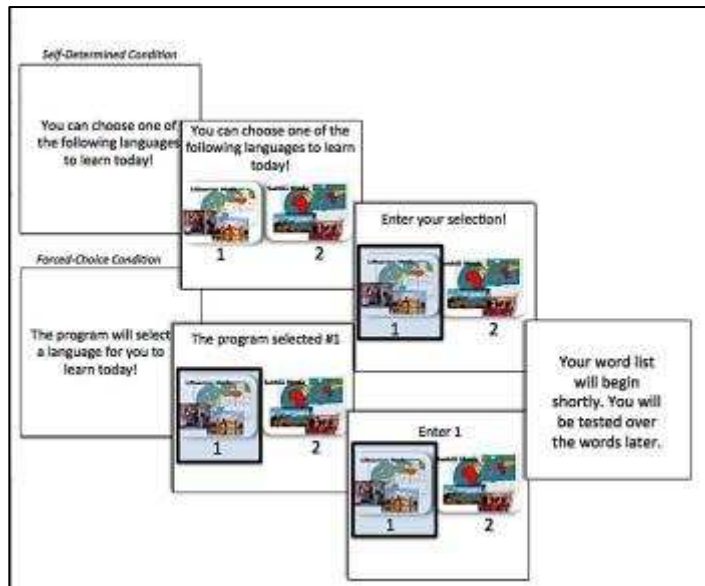 Self-Determined Condition
You can choose one of
the following languages
to learn today!
You can choose one of the
following languages to learn
today!
1
2
Enter your selection!
1
2
Forced-Choice Condition
The program will select
a language for you to
learn today!
The program selected #1
1
2
Enter 1
1
2
Your word list
will begin
shortly. You will
be tested over
the words later.